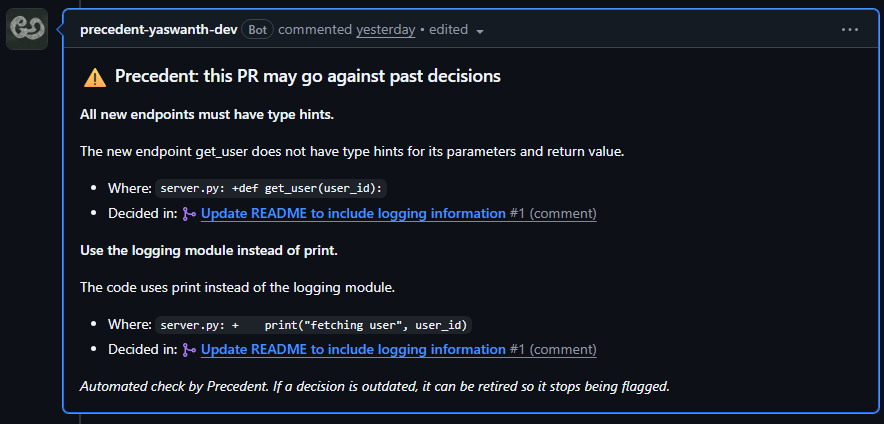 precedent-yaswanth-dev Bot commented yesterday • edited
Precedent: this PR may go against past decisions
All new endpoints must have type hints.
The new endpoint get_user does not have type hints for its parameters and return value.
• Where: server.py: +def get_user(user_id):
• Decided in: Update README to include logging information #1 (comment)
Use the logging module instead of print.
The code uses print instead of the logging module.
• Where: server.py: +    print("fetching user", user_id)
• Decided in: Update README to include logging information #1 (comment)
Automated check by Precedent. If a decision is outdated, it can be retired so it stops being flagged.